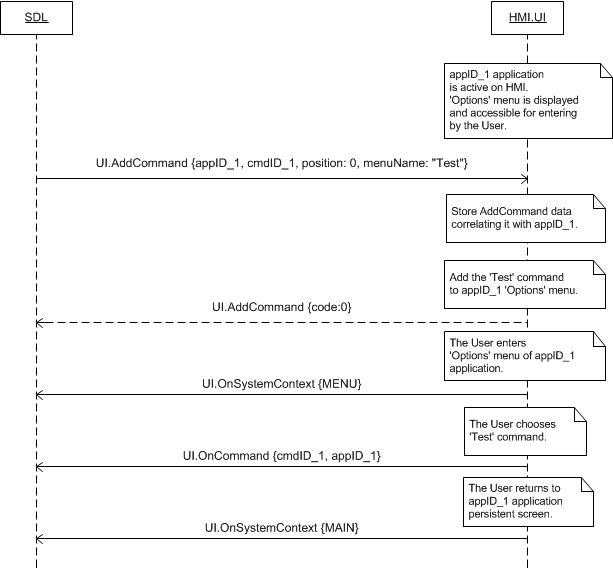 SDL
HMI.UI
appID_1 application
is active on HMI.
'Options' menu is displayed
and accessible for entering
by the User.
UI.AddCommand {appID_1, cmdID_1, position: 0, menuName: "Test"}
Store AddCommand data
correlating it with appID_1.
Add the 'Test' command
to appID_1 'Options' menu.
UI.AddCommand {code:0}
The User enters
'Options' menu of appID_1
application.
UI.OnSystemContext {MENU}
The User chooses
'Test' command.
UI.OnCommand {cmdID_1, appID_1}
The User returns to
appID_1 application
persistent screen.
UI.OnSystemContext {MAIN}